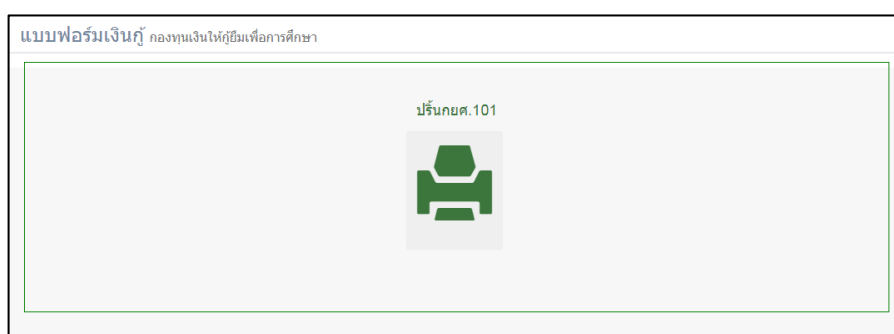 แบบฟอร์มเงินกู้ กองทุนเงินให้กู้ยืมเพื่อการศึกษา
ปริ้นกยศ.101